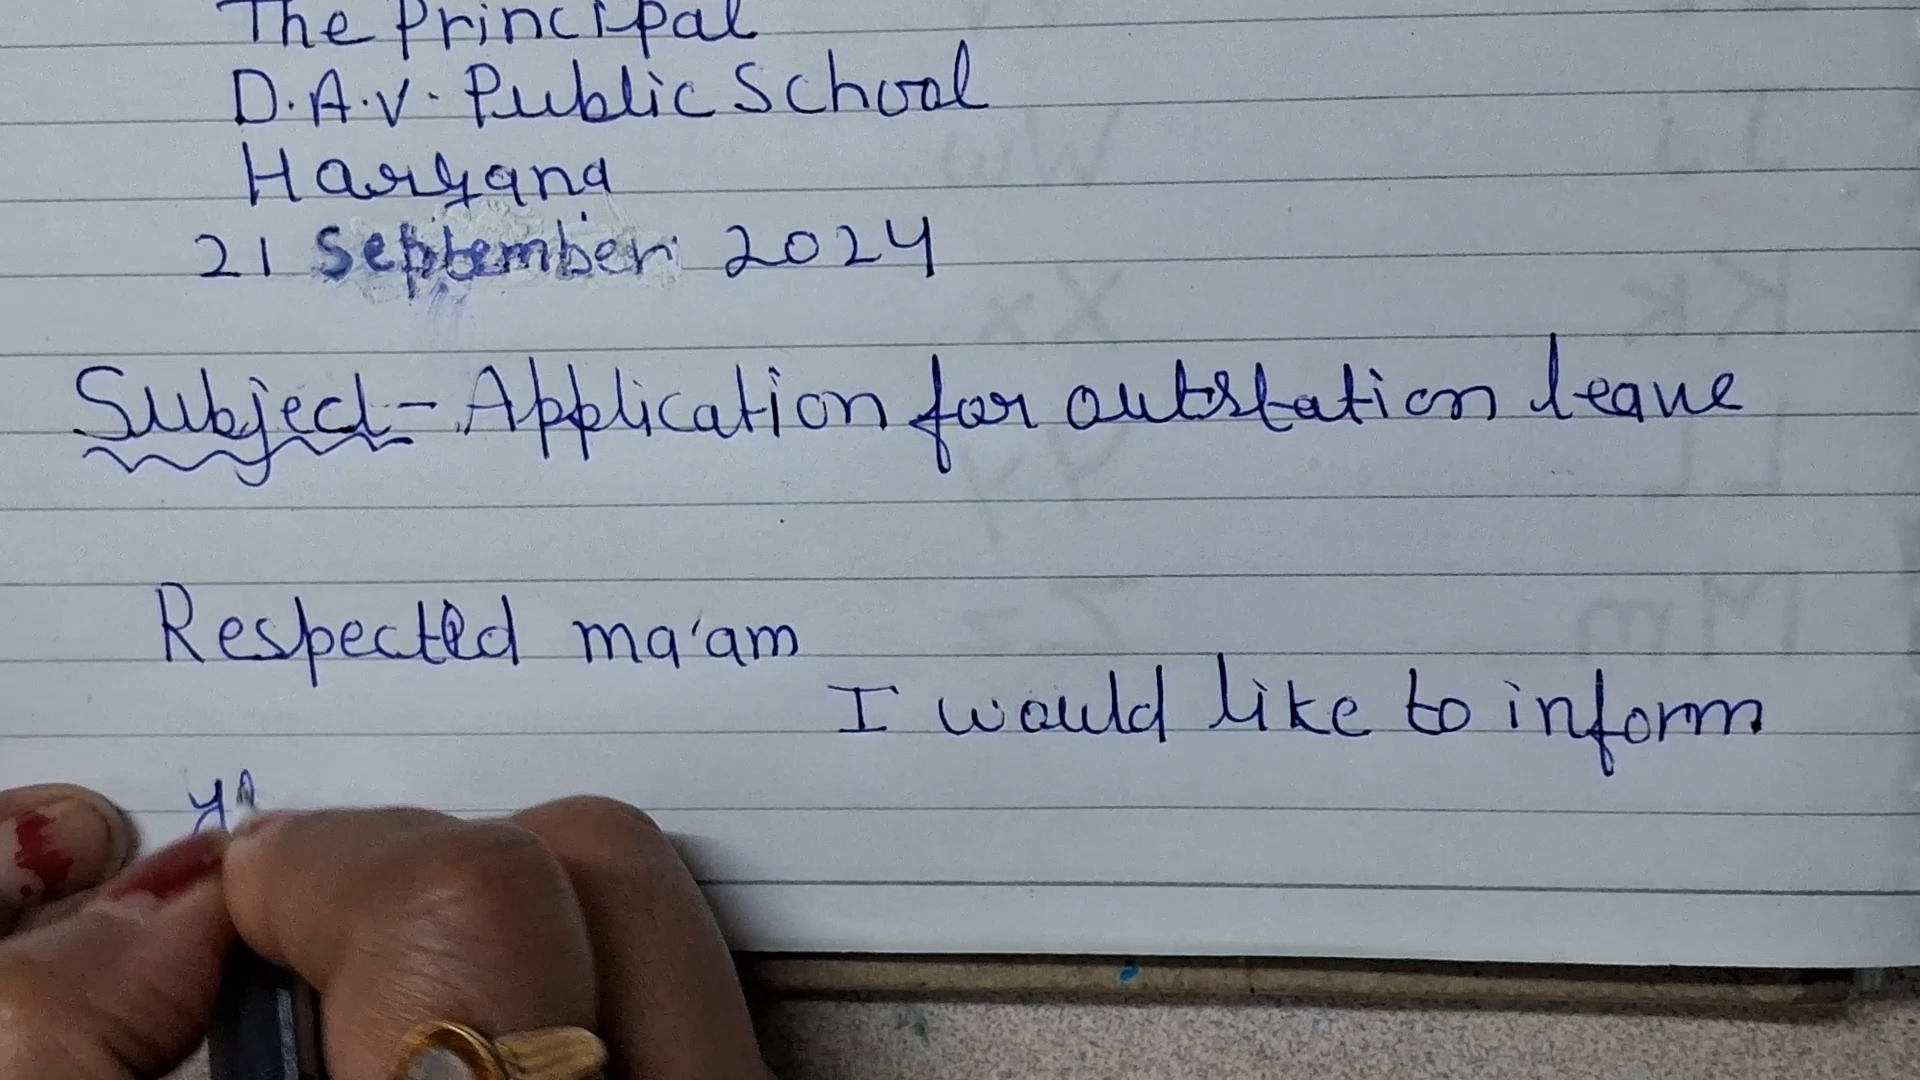 The Principal
D.A.V. Public School
Haryana
21 September 2024
Subject - Application for outstation leave
Respected ma'am
I would like to inform